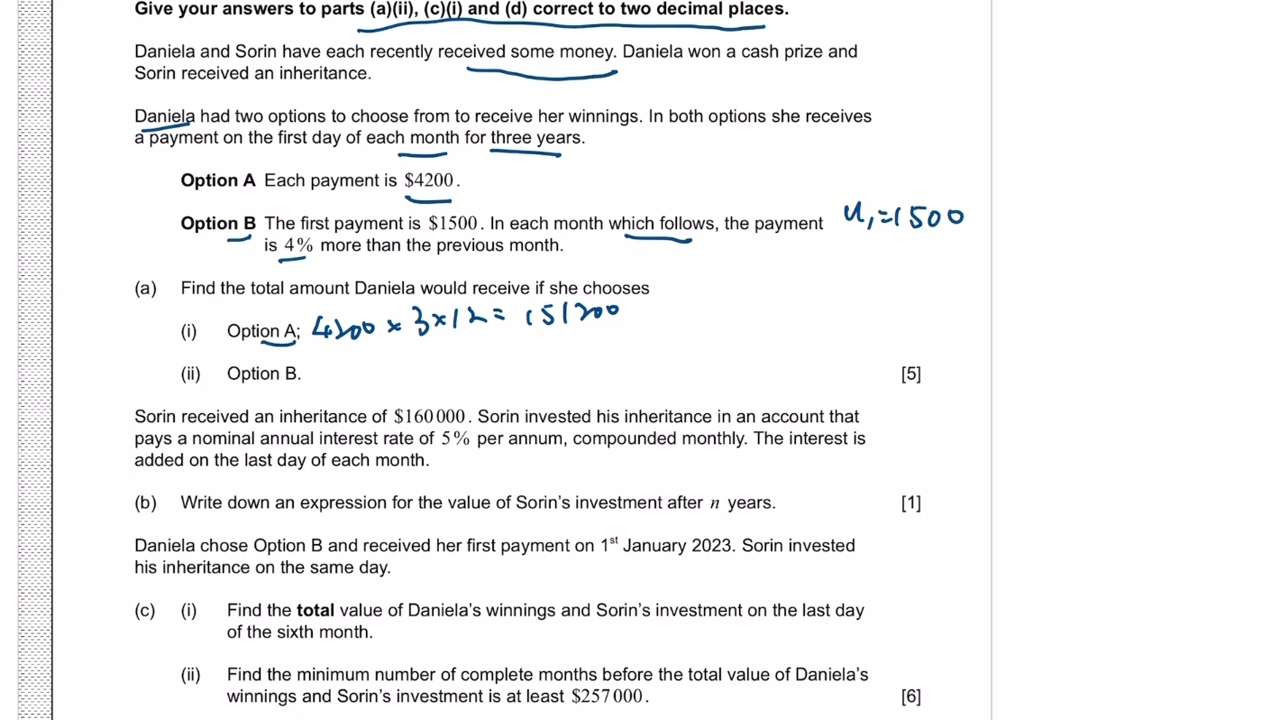 Give your answers to parts (a)(ii), (c)(i) and (d) correct to two decimal places.
Daniela and Sorin have each recently received some money. Daniela won a cash prize and
Sorin received an inheritance.
Daniela had two options to choose from to receive her winnings. In both options she receives
a payment on the first day of each month for three years.
Option A Each payment is $4200.
Option B The first payment is $1500. In each month which follows, the payment
is 4% more than the previous month.
u₁=1500
(a) Find the total amount Daniela would receive if she chooses
(i) Option A; 4200 × 3×12 = 151200
(ii) Option B. [5]
Sorin received an inheritance of $160000. Sorin invested his inheritance in an account that
pays a nominal annual interest rate of 5% per annum, compounded monthly. The interest is
added on the last day of each month.
(b) Write down an expression for the value of Sorin's investment after n years. [1]
Daniela chose Option B and received her first payment on 1st January 2023. Sorin invested
his inheritance on the same day.
(c) (i) Find the total value of Daniela's winnings and Sorin's investment on the last day
of the sixth month.
(ii) Find the minimum number of complete months before the total value of Daniela's
winnings and Sorin's investment is at least $257000. [6]